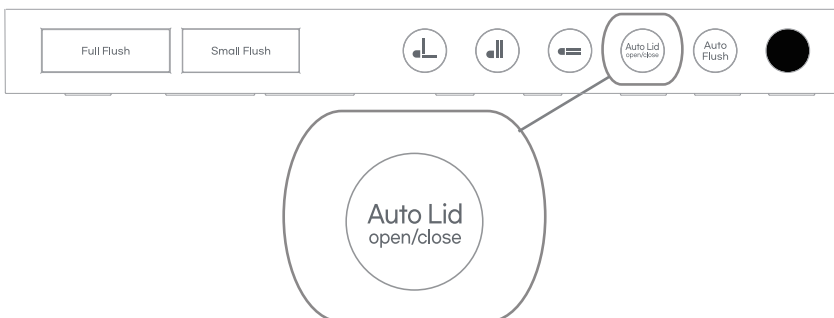 Full Flush
Small Flush
Auto Lid
open/close
Auto
Flush
Auto Lid
open/close